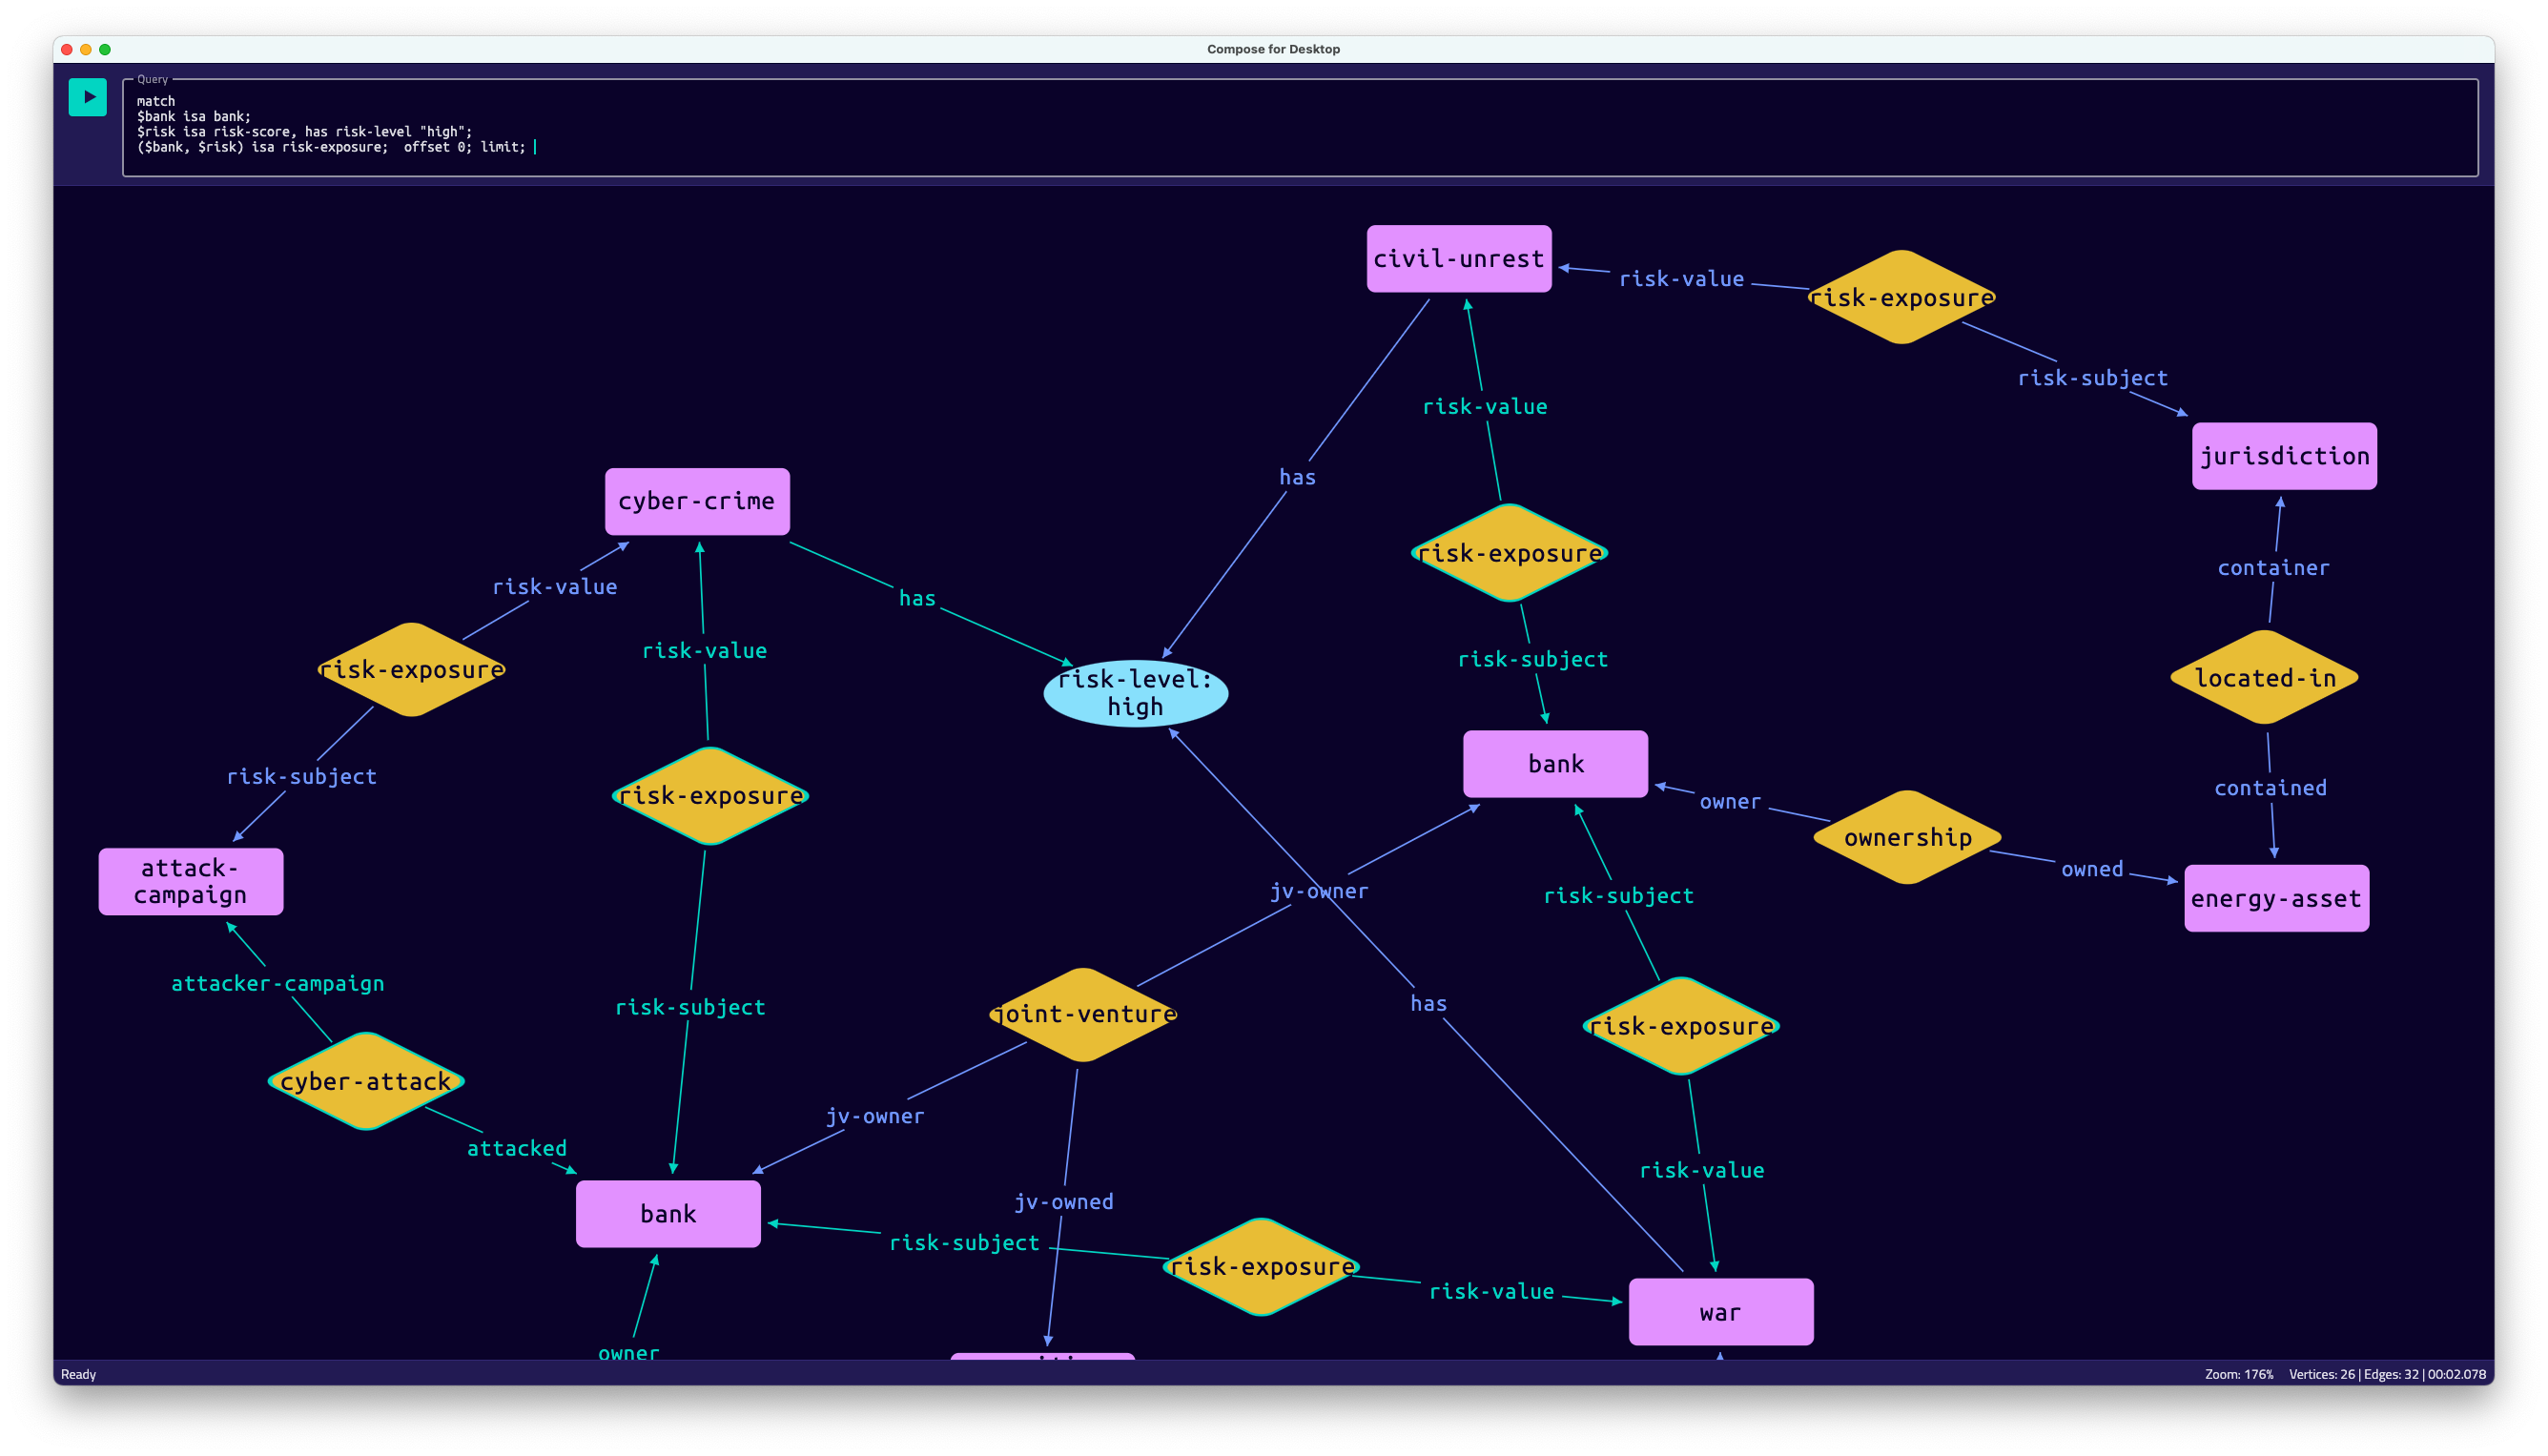 Compose for Desktop
Query
match
$bank isa bank;
$risk isa risk-score, has risk-level "high";
($bank, $risk) isa risk-exposure;  offset 0; limit;
civil-unrest
risk-value
risk-exposure
risk-subject
risk-value
jurisdiction
has
cyber-crime
risk-exposure
container
risk-value
has
risk-value
risk-subject
risk-exposure
risk-level:
high
located-in
bank
risk-subject
risk-exposure
owner
contained
ownership
attack-
campaign
jv-owner
risk-subject
owned
energy-asset
attacker-campaign
risk-subject
joint-venture
has
risk-exposure
cyber-attack
jv-owner
attacked
risk-value
bank
jv-owned
risk-subject
risk-exposure
risk-value
war
owner
Ready
Zoom: 176%
Vertices: 26 | Edges: 32 | 00:02.078